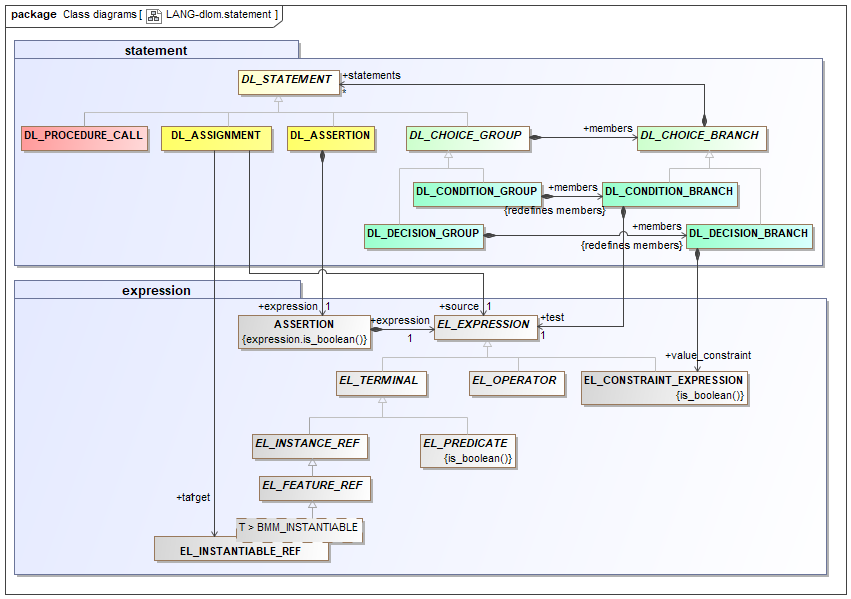 package Class diagrams [ LANG-dlom.statement ]
statement
DL_STATEMENT
+statements
*
DL_PROCEDURE_CALL
DL_ASSIGNMENT
DL_ASSERTION
DL_CHOICE_GROUP
+members
DL_CHOICE_BRANCH
DL_CONDITION_GROUP
+members
{redefines members}
DL_CONDITION_BRANCH
DL_DECISION_GROUP
+members
{redefines members}
DL_DECISION_BRANCH
expression
+expression
1
+source
1
ASSERTION
{expression.is_boolean()}
+expression
1
EL_EXPRESSION
+test
1
+value_constraint
EL_TERMINAL
EL_OPERATOR
EL_CONSTRAINT_EXPRESSION
{is_boolean()}
EL_INSTANCE_REF
EL_PREDICATE
{is_boolean()}
EL_FEATURE_REF
+target
T > BMM_INSTANTIABLE
EL_INSTANTIABLE_REF